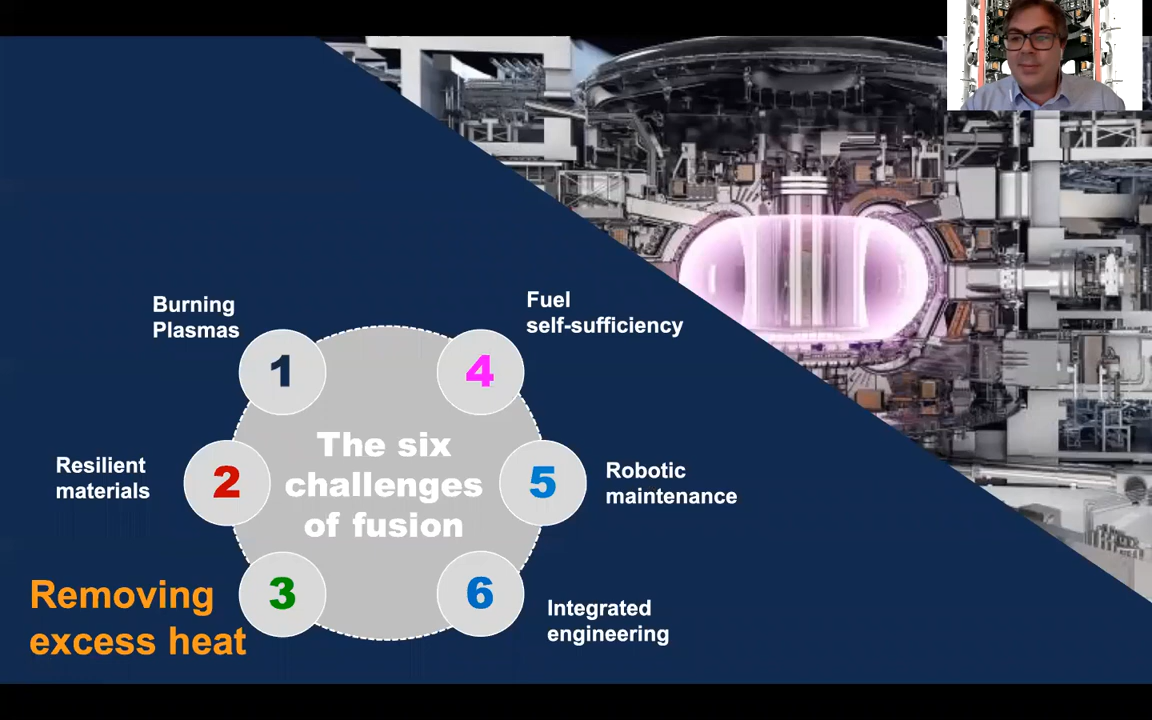 Burning
Plasmas
1
Resilient
materials
2
Removing
excess heat
3
The six
challenges
of fusion
Fuel
self-sufficiency
4
Robotic
maintenance
5
Integrated
engineering
6